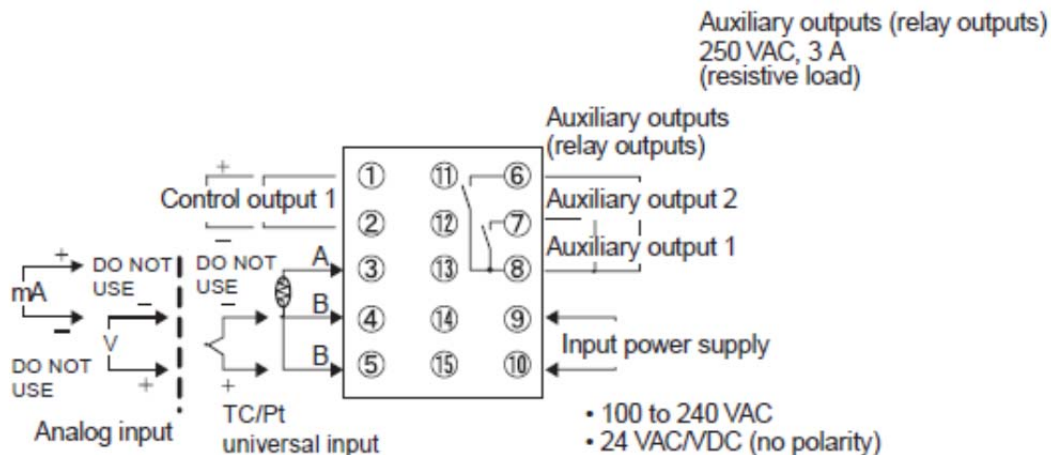 Auxiliary outputs (relay outputs)
250 VAC, 3 A
(resistive load)
Auxiliary outputs
(relay outputs)
+
Control output 1
−
① ⑪ ⑥
② ⑫ ⑦
③ ⑬ ⑧
④ ⑭ ⑨
⑤ ⑮ ⑩
Auxiliary output 2
Auxiliary output 1
+
mA
−
DO NOT
USE
−
V
+
DO NOT
USE
Analog input
DO NOT
USE
−
+
TC/Pt
universal input
A
B
B
Input power supply
• 100 to 240 VAC
• 24 VAC/VDC (no polarity)